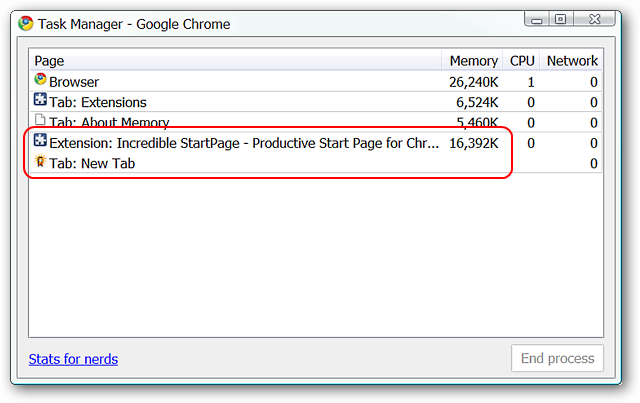 Task Manager - Google Chrome
Page Memory CPU Network
Browser 26,240K 1 0
Tab: Extensions 6,524K 0 0
Tab: About Memory 5,460K 0 0
Extension: Incredible StartPage - Productive Start Page for Chr... 16,392K 0 0
Tab: New Tab 0
Stats for nerds End process